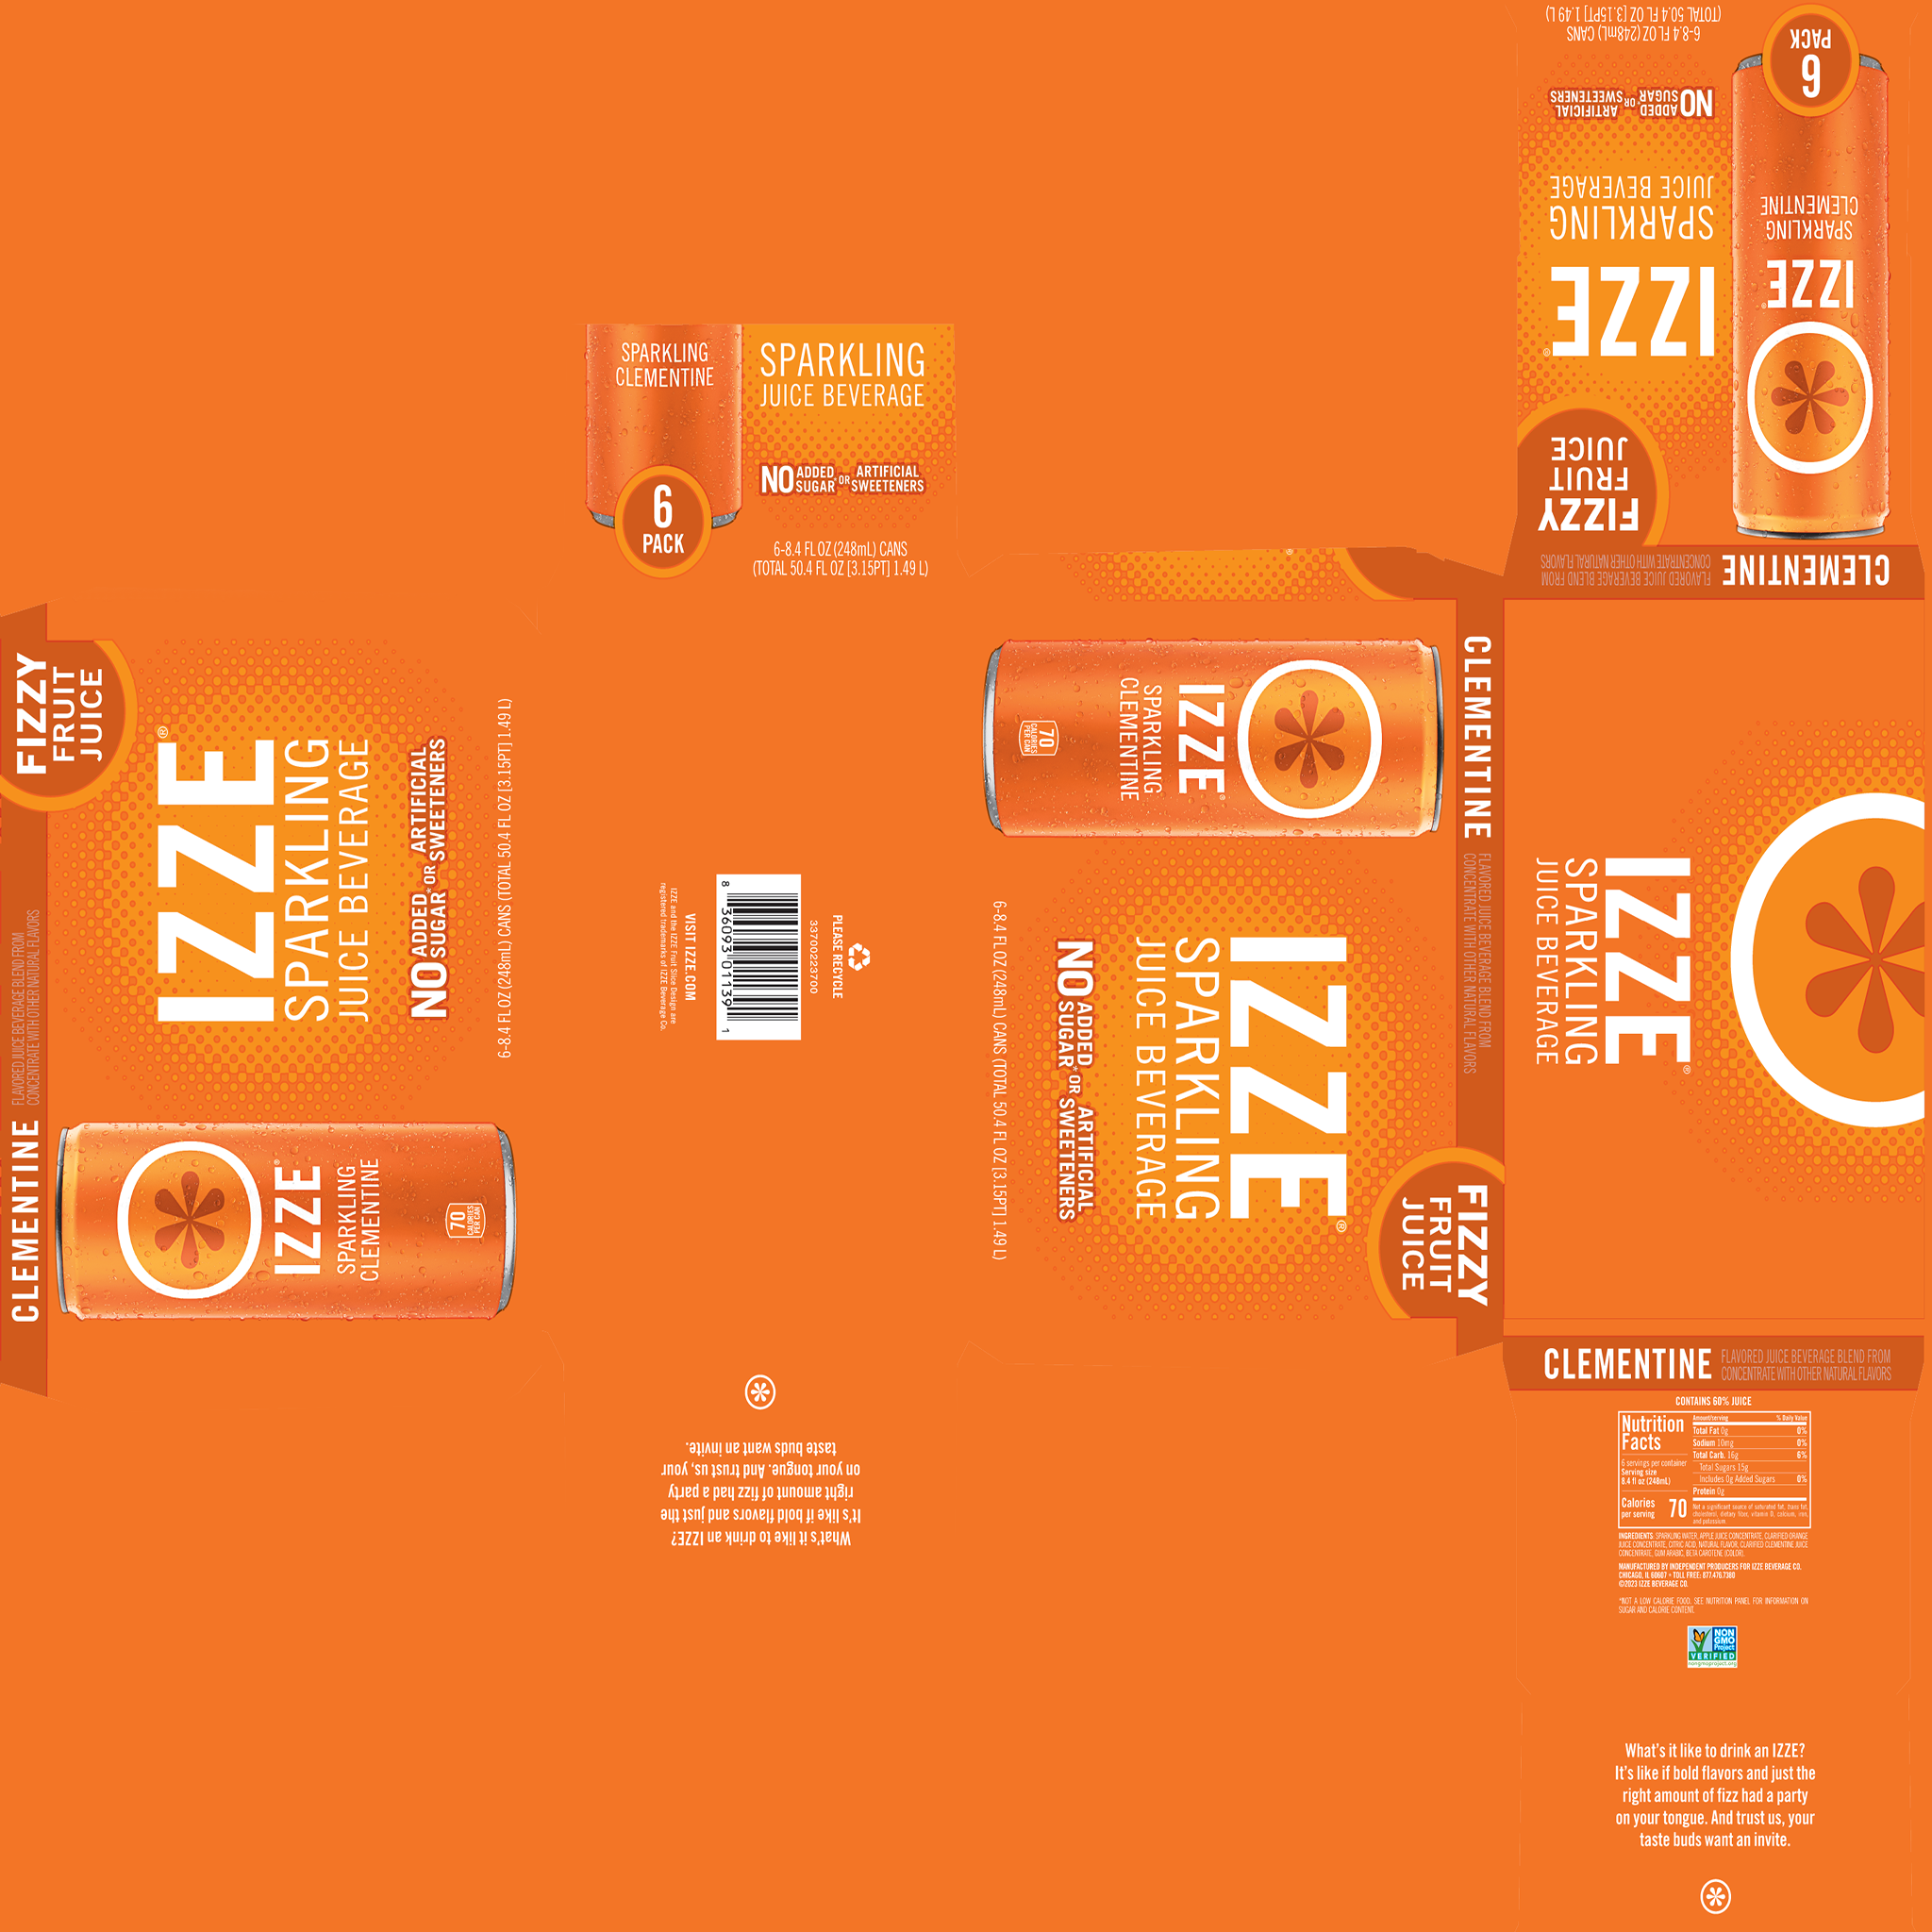 6-8.4 FL OZ (248mL) CANS
(TOTAL 50.4 FL OZ [3.15PT] 1.49 L)
6
PACK
NO ADDED SUGAR* OR ARTIFICIAL SWEETENERS
SPARKLING
JUICE BEVERAGE
IZZE®
SPARKLING
CLEMENTINE
IZZE
FIZZY
FRUIT
JUICE
CLEMENTINE
FLAVORED JUICE BEVERAGE BLEND FROM
CONCENTRATE WITH OTHER NATURAL FLAVORS
SPARKLING
CLEMENTINE
6
PACK
SPARKLING
JUICE BEVERAGE
NO ADDED SUGAR* OR ARTIFICIAL SWEETENERS
6-8.4 FL OZ (248mL) CANS
(TOTAL 50.4 FL OZ [3.15PT] 1.49 L)
FIZZY
FRUIT
JUICE
CLEMENTINE
FLAVORED JUICE BEVERAGE BLEND FROM
CONCENTRATE WITH OTHER NATURAL FLAVORS
IZZE®
SPARKLING
JUICE BEVERAGE
NO ADDED SUGAR* OR ARTIFICIAL SWEETENERS
6-8.4 FL OZ (248mL) CANS (TOTAL 50.4 FL OZ [3.15PT] 1.49 L)
IZZE®
SPARKLING
CLEMENTINE
70
CALORIES
PER CAN
PLEASE RECYCLE
33700223700
8 36093 01139 1
VISIT IZZE.COM
IZZE and the IZZE Fruit Slice Design are
registered trademarks of IZZE Beverage Co.
What's it like to drink an IZZE?
It's like if bold flavors and just the
right amount of fizz had a party
on your tongue. And trust us, your
taste buds want an invite.
CLEMENTINE
FLAVORED JUICE BEVERAGE BLEND FROM
CONCENTRATE WITH OTHER NATURAL FLAVORS
FIZZY
FRUIT
JUICE
IZZE®
SPARKLING
CLEMENTINE
70
CALORIES
PER CAN
IZZE®
SPARKLING
JUICE BEVERAGE
NO ADDED SUGAR* OR ARTIFICIAL SWEETENERS
6-8.4 FL OZ (248mL) CANS (TOTAL 50.4 FL OZ [3.15PT] 1.49 L)
IZZE®
SPARKLING
JUICE BEVERAGE
CLEMENTINE
FLAVORED JUICE BEVERAGE BLEND FROM
CONCENTRATE WITH OTHER NATURAL FLAVORS
CONTAINS 60% JUICE
Nutrition
Facts
6 servings per container
Serving size
8.4 fl oz (248mL)
Calories
per serving 70
Amount/serving % Daily Value
Total Fat 0g 0%
Sodium 10mg 0%
Total Carb. 16g 6%
Total Sugars 15g
Includes 0g Added Sugars 0%
Protein 0g
Not a significant source of saturated fat, trans fat,
cholesterol, dietary fiber, vitamin D, calcium, iron,
and potassium
INGREDIENTS: SPARKLING WATER, APPLE JUICE CONCENTRATE, CLARIFIED ORANGE
JUICE CONCENTRATE, CITRIC ACID, NATURAL FLAVOR, CLARIFIED CLEMENTINE JUICE
CONCENTRATE, GUM ARABIC, BETA CAROTENE (COLOR).
MANUFACTURED BY INDEPENDENT PRODUCERS FOR IZZE BEVERAGE CO.
CHICAGO, IL 60607 • TOLL FREE: 877.476.7380
©2023 IZZE BEVERAGE CO.
*NOT A LOW CALORIE FOOD. SEE NUTRITION PANEL FOR INFORMATION ON
SUGAR AND CALORIE CONTENT.
NON
GMO
Project
VERIFIED
nongmoproject.org
What's it like to drink an IZZE?
It's like if bold flavors and just the
right amount of fizz had a party
on your tongue. And trust us, your
taste buds want an invite.